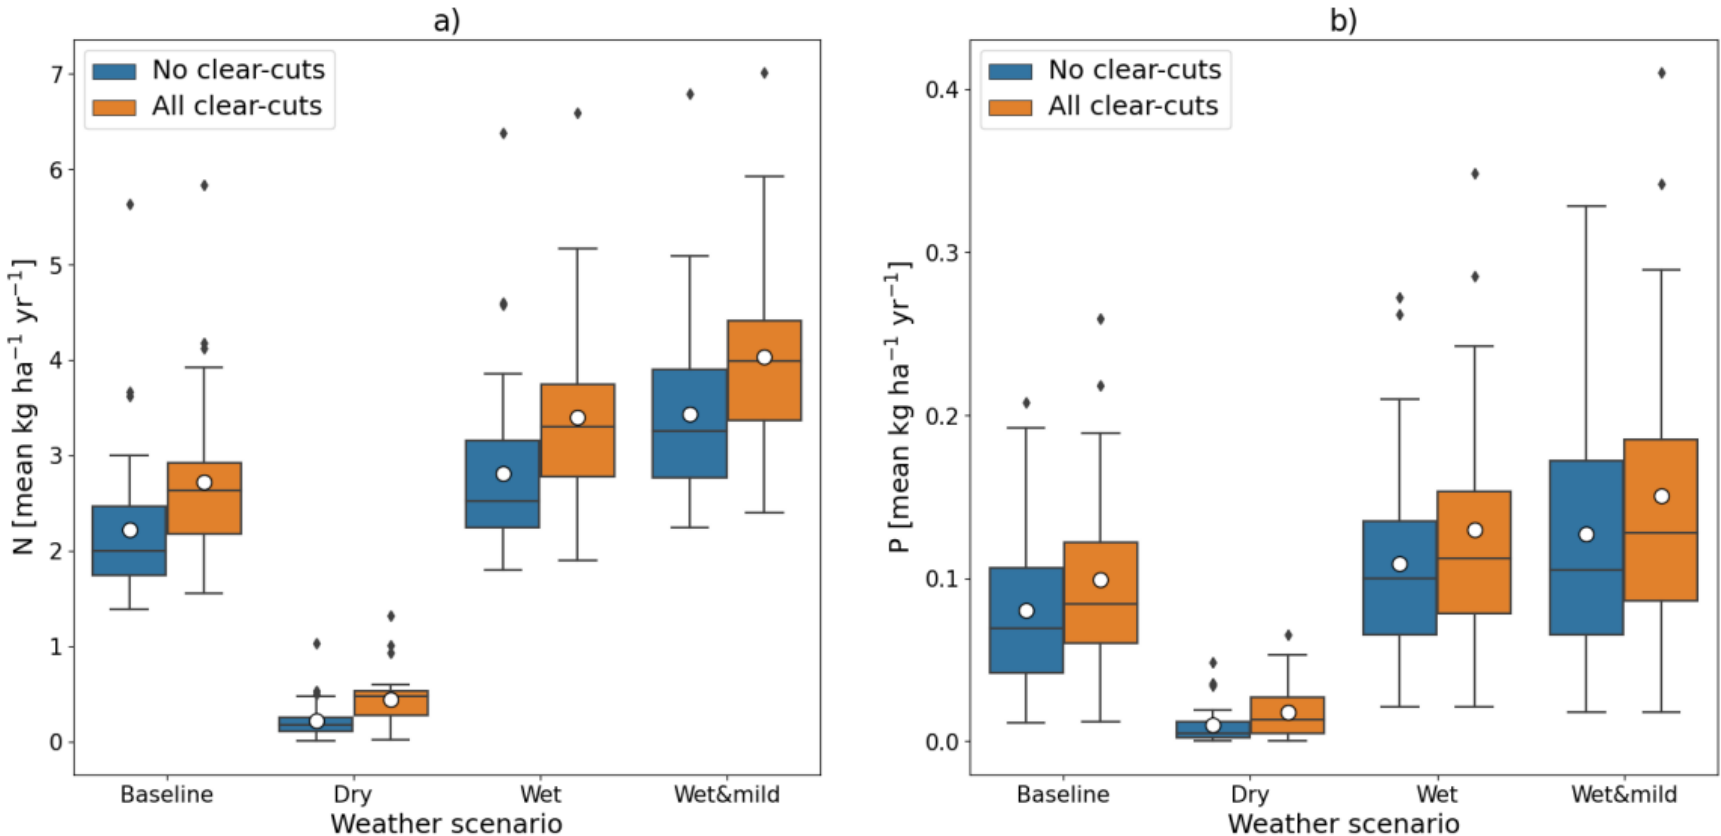 a)
No clear-cuts
All clear-cuts
7
6
5
4
3
2
1
0
N [mean kg ha⁻¹ yr⁻¹]
Baseline Dry Wet Wet&mild
Weather scenario
b)
No clear-cuts
All clear-cuts
0.4
0.3
0.2
0.1
0.0
P [mean kg ha⁻¹ yr⁻¹]
Baseline Dry Wet Wet&mild
Weather scenario